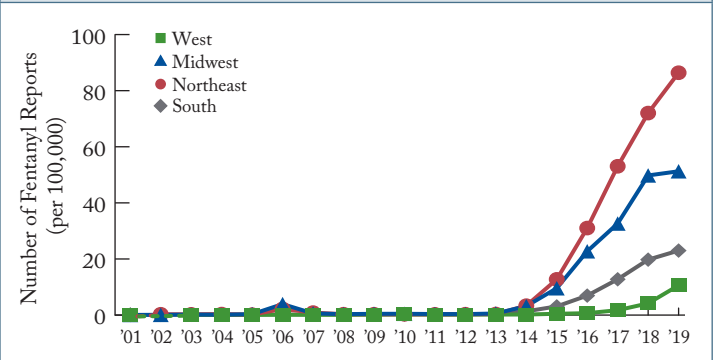 Number of Fentanyl Reports
(per 100,000)
100
80
60
40
20
0
West
Midwest
Northeast
South
'01 '02 '03 '04 '05 '06 '07 '08 '09 '10 '11 '12 '13 '14 '15 '16 '17 '18 '19